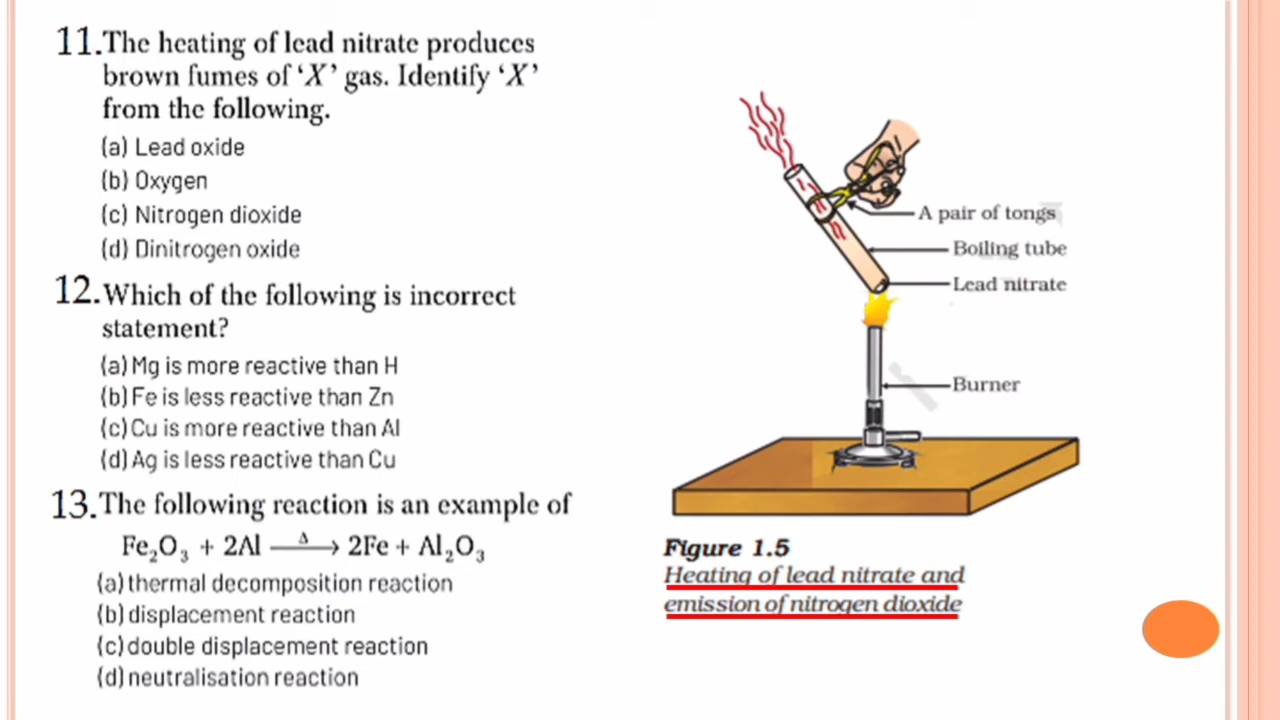 11.The heating of lead nitrate produces
brown fumes of ‘X’ gas. Identify ‘X’
from the following.
(a) Lead oxide
(b) Oxygen
(c) Nitrogen dioxide
(d) Dinitrogen oxide
12.Which of the following is incorrect
statement?
(a) Mg is more reactive than H
(b) Fe is less reactive than Zn
(c) Cu is more reactive than Al
(d) Ag is less reactive than Cu
13.The following reaction is an example of
Fe₂O₃ + 2Al —Δ→ 2Fe + Al₂O₃
(a) thermal decomposition reaction
(b) displacement reaction
(c) double displacement reaction
(d) neutralisation reaction
A pair of tongs
Boiling tube
Lead nitrate
Burner
Figure 1.5
Heating of lead nitrate and
emission of nitrogen dioxide